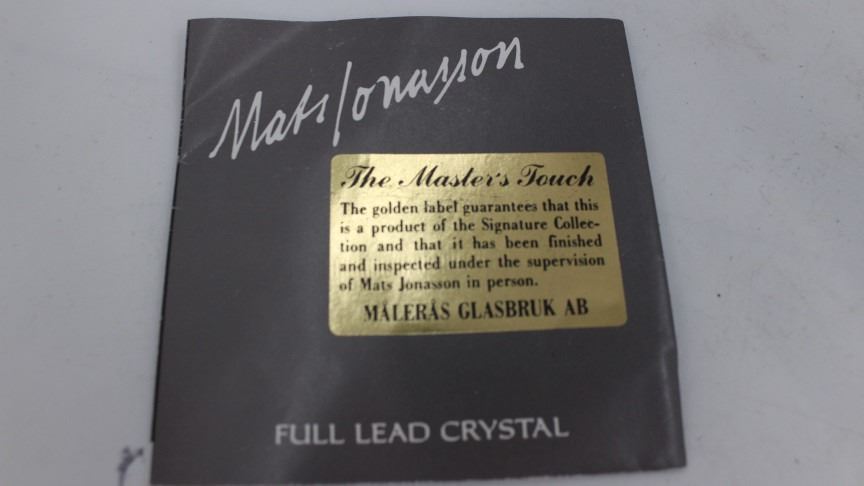 Mats Jonasson
The Master's Touch
The golden label guarantees that this
is a product of the Signature Collec-
tion and that it has been finished
and inspected under the supervision
of Mats Jonasson in person.
MÅLERÅS GLASBRUK AB
FULL LEAD CRYSTAL